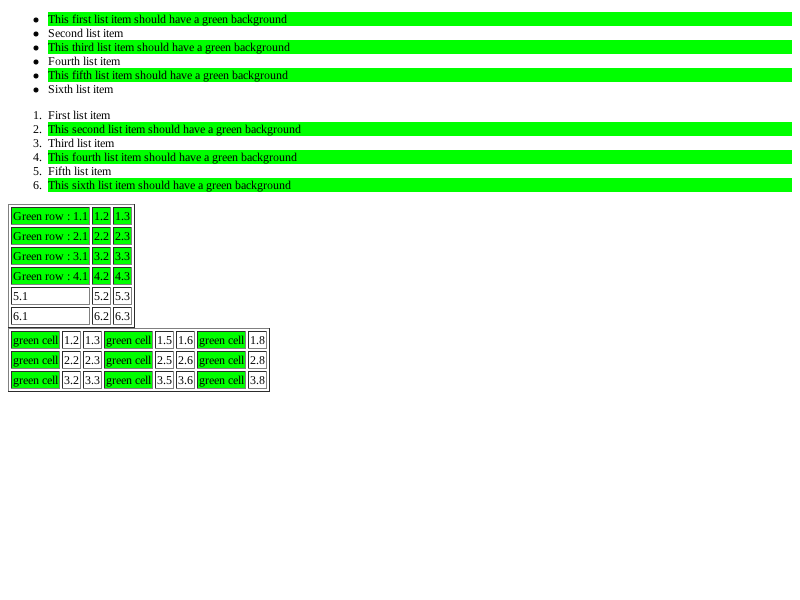 This first list item should have a green background
Second list item
This third list item should have a green background
Fourth list item
This fifth list item should have a green background
Sixth list item
1. First list item
2. This second list item should have a green background
3. Third list item
4. This fourth list item should have a green background
5. Fifth list item
6. This sixth list item should have a green background
Green row : 1.1 1.2 1.3
Green row : 2.1 2.2 2.3
Green row : 3.1 3.2 3.3
Green row : 4.1 4.2 4.3
5.1 5.2 5.3
6.1 6.2 6.3
green cell 1.2 1.3 green cell 1.5 1.6 green cell 1.8
green cell 2.2 2.3 green cell 2.5 2.6 green cell 2.8
green cell 3.2 3.3 green cell 3.5 3.6 green cell 3.8